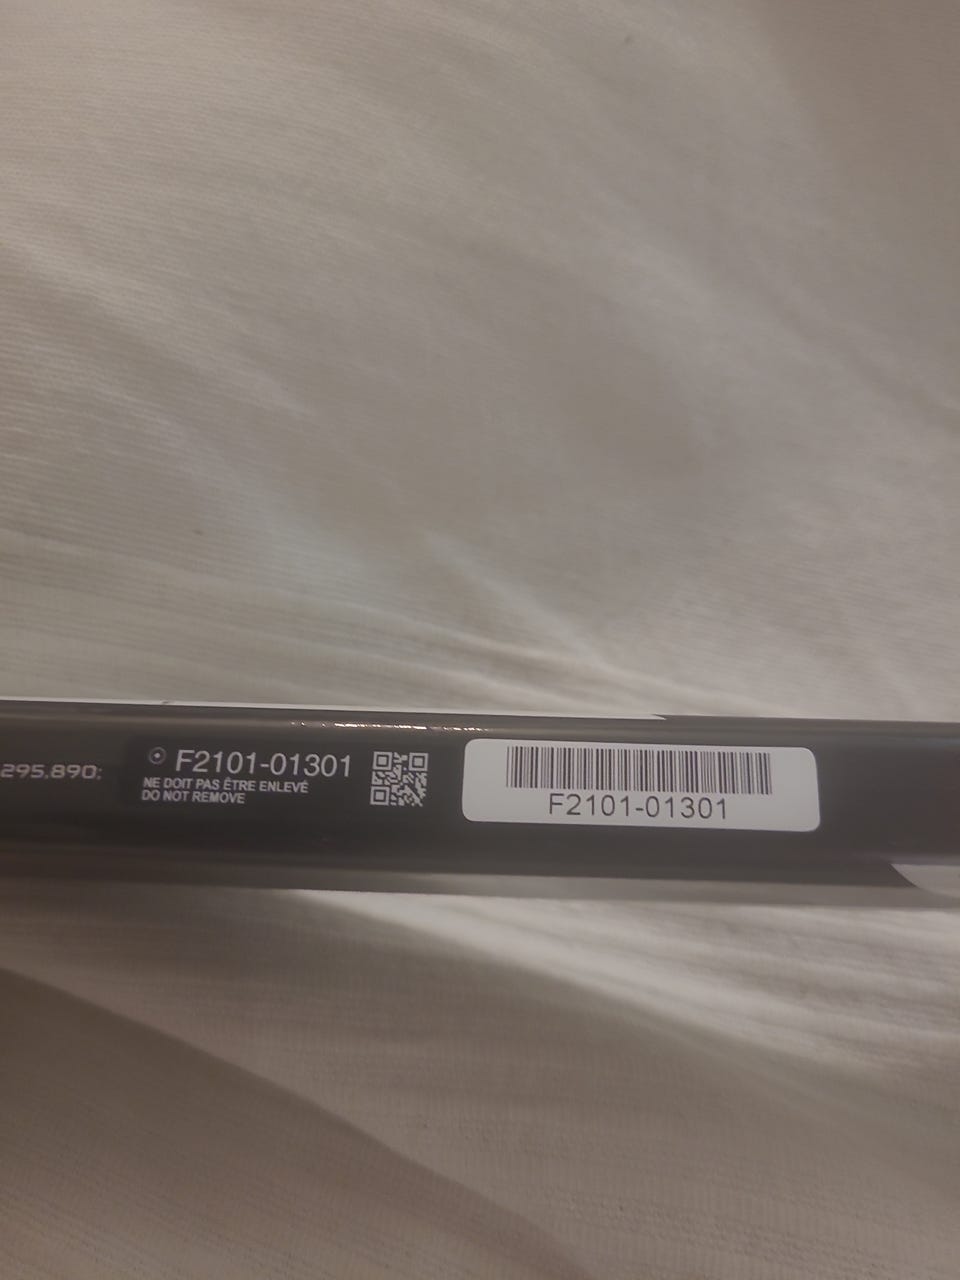 295,890;
F2101-01301
NE DOIT PAS ÊTRE ENLEVÉ
DO NOT REMOVE
F2101-01301